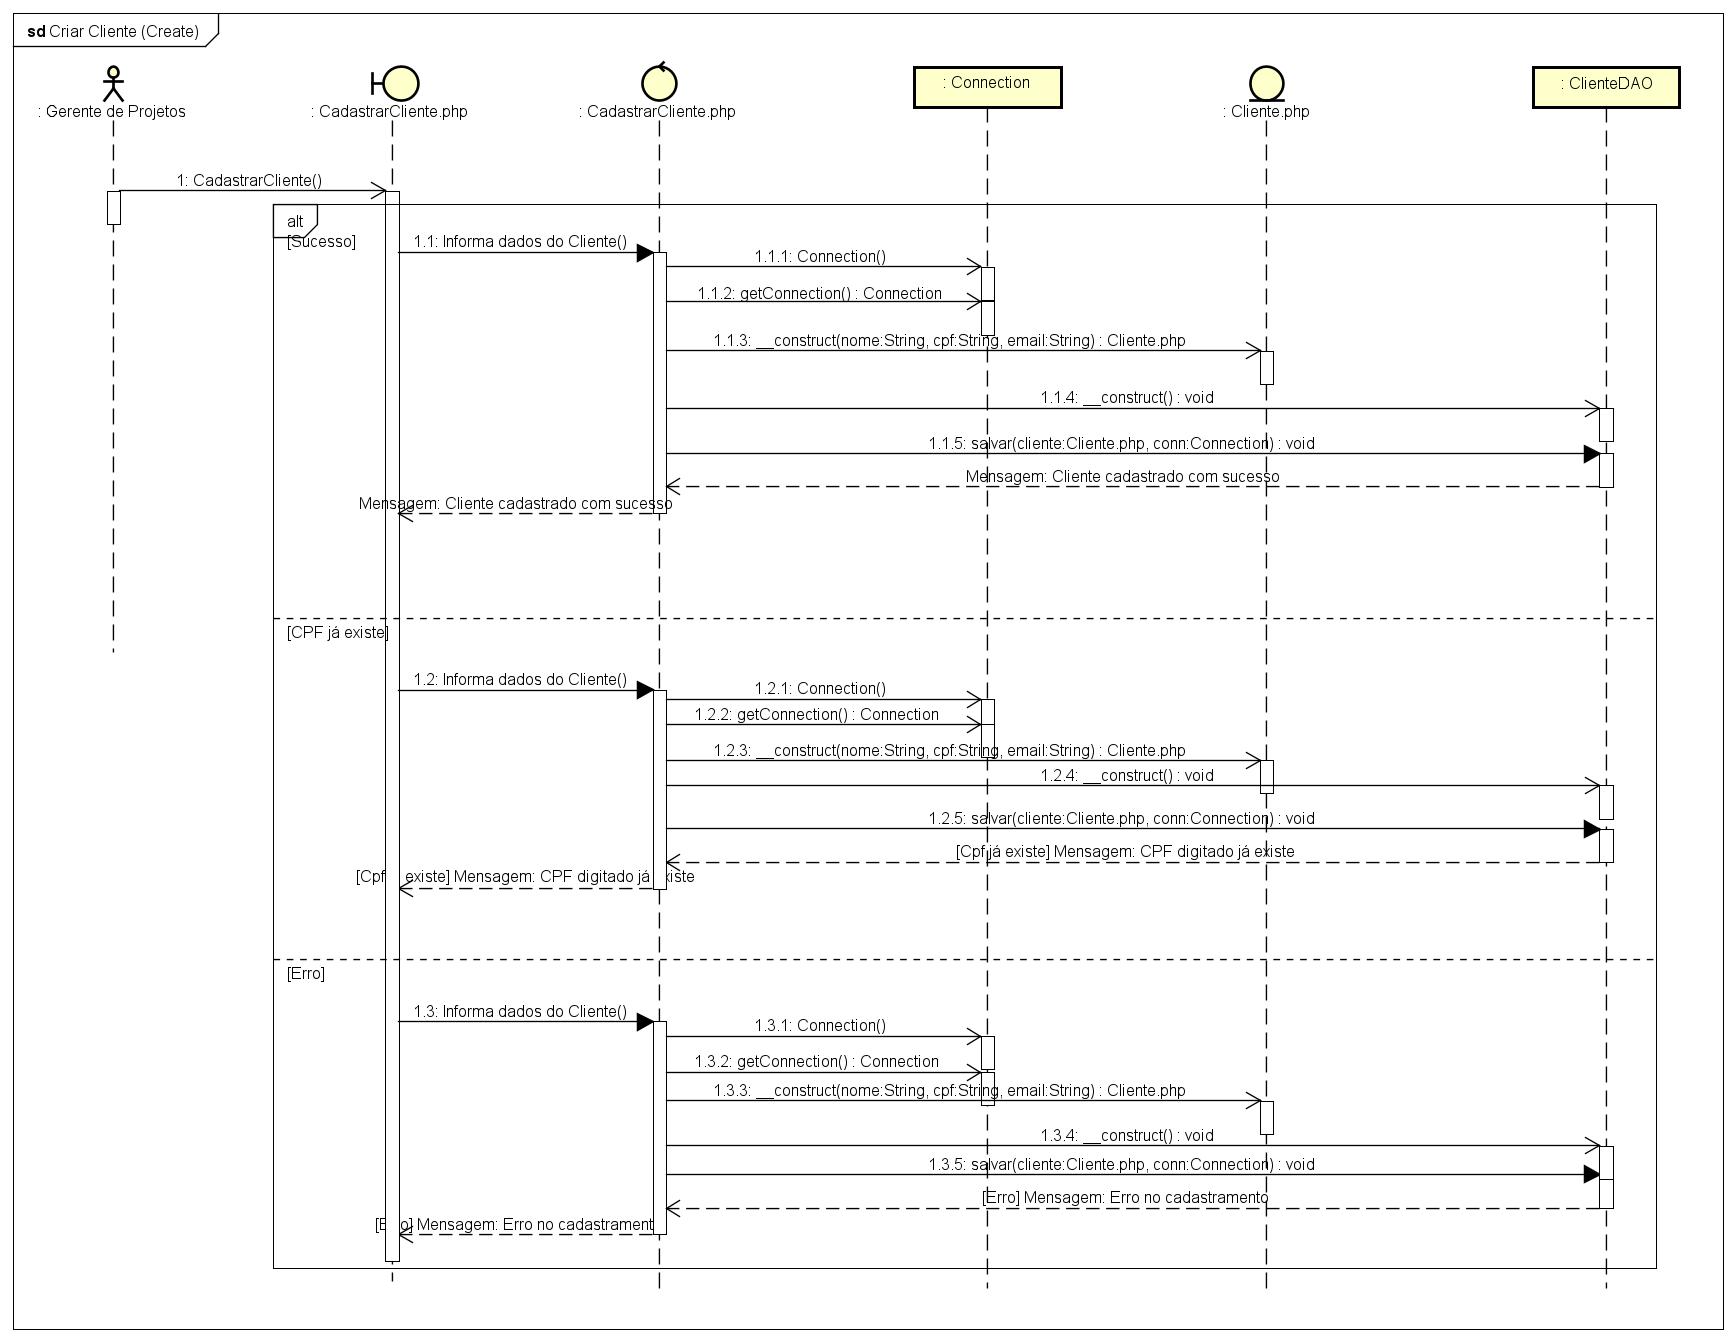 sd Criar Cliente (Create)
: Gerente de Projetos
: CadastrarCliente.php
: CadastrarCliente.php
: Connection
: Cliente.php
: ClienteDAO
1: CadastrarCliente()
alt
[Sucesso]
1.1: Informa dados do Cliente()
1.1.1: Connection()
1.1.2: getConnection() : Connection
1.1.3: __construct(nome:String, cpf:String, email:String) : Cliente.php
1.1.4: __construct() : void
1.1.5: salvar(cliente:Cliente.php, conn:Connection) : void
Mensagem: Cliente cadastrado com sucesso
Mensagem: Cliente cadastrado com sucesso
[CPF já existe]
1.2: Informa dados do Cliente()
1.2.1: Connection()
1.2.2: getConnection() : Connection
1.2.3: __construct(nome:String, cpf:String, email:String) : Cliente.php
1.2.4: __construct() : void
1.2.5: salvar(cliente:Cliente.php, conn:Connection) : void
[Cpf já existe] Mensagem: CPF digitado já existe
[Cpf já existe] Mensagem: CPF digitado já existe
[Erro]
1.3: Informa dados do Cliente()
1.3.1: Connection()
1.3.2: getConnection() : Connection
1.3.3: __construct(nome:String, cpf:String, email:String) : Cliente.php
1.3.4: __construct() : void
1.3.5: salvar(cliente:Cliente.php, conn:Connection) : void
[Erro] Mensagem: Erro no cadastramento
[Erro] Mensagem: Erro no cadastrament